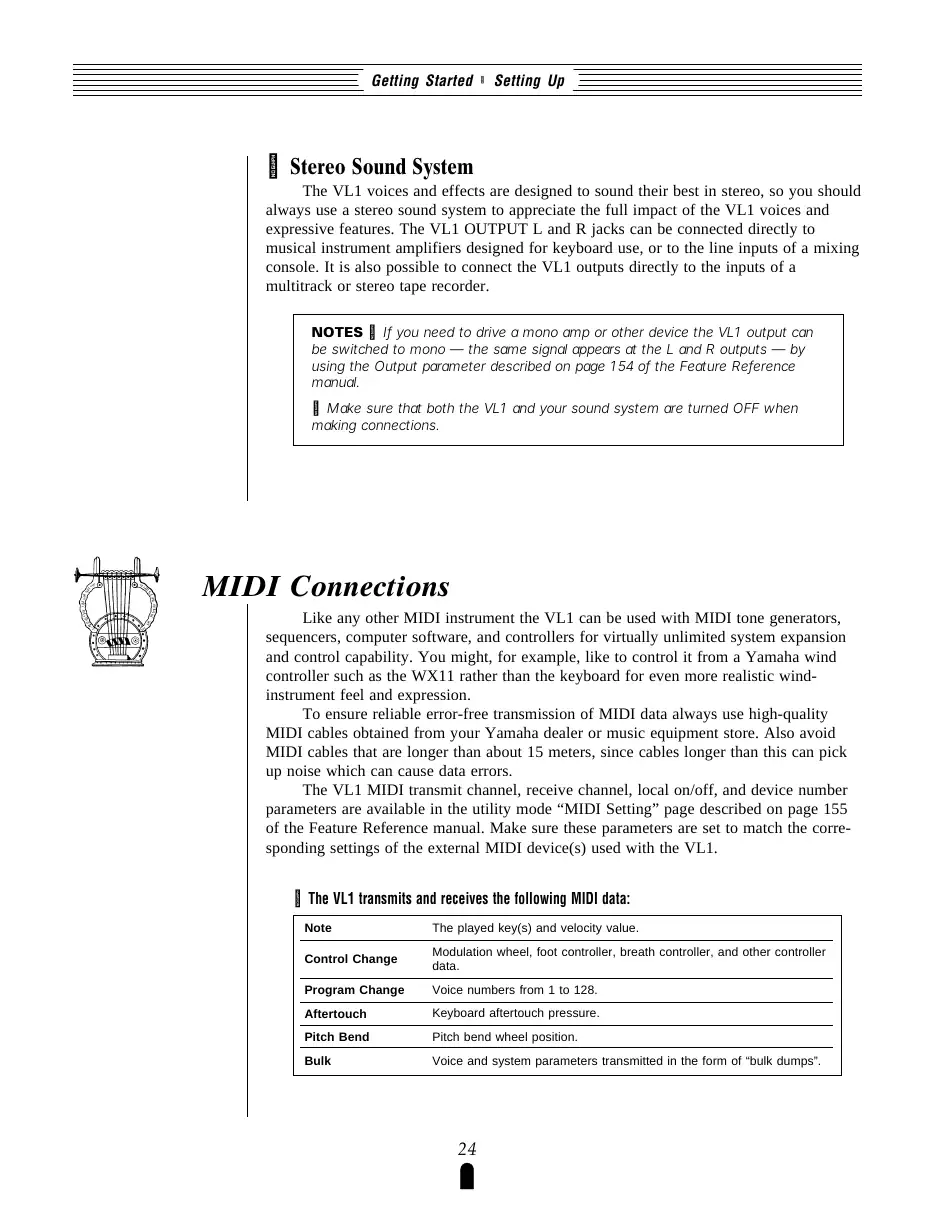 Getting Started Setting Up
Stereo Sound System
The VL1 voices and effects are designed to sound their best in stereo, so you should
always use a stereo sound system to appreciate the full impact of the VL1 voices and
expressive features. The VL1 OUTPUT L and R jacks can be connected directly to
musical instrument amplifiers designed for keyboard use, or to the line inputs of a mixing
console. It is also possible to connect the VL1 outputs directly to the inputs of a
multitrack or stereo tape recorder.
NOTES If you need to drive a mono amp or other device the VL1 output can
be switched to mono — the same signal appears at the L and R outputs — by
using the Output parameter described on page 154 of the Feature Reference
manual.
Make sure that both the VL1 and your sound system are turned OFF when
making connections.
MIDI Connections
Like any other MIDI instrument the VL1 can be used with MIDI tone generators,
sequencers, computer software, and controllers for virtually unlimited system expansion
and control capability. You might, for example, like to control it from a Yamaha wind
controller such as the WX11 rather than the keyboard for even more realistic wind-
instrument feel and expression.
To ensure reliable error-free transmission of MIDI data always use high-quality
MIDI cables obtained from your Yamaha dealer or music equipment store. Also avoid
MIDI cables that are longer than about 15 meters, since cables longer than this can pick
up noise which can cause data errors.
The VL1 MIDI transmit channel, receive channel, local on/off, and device number
parameters are available in the utility mode “MIDI Setting” page described on page 155
of the Feature Reference manual. Make sure these parameters are set to match the corre-
sponding settings of the external MIDI device(s) used with the VL1.
The VL1 transmits and receives the following MIDI data:
Note The played key(s) and velocity value.
Control Change Modulation wheel, foot controller, breath controller, and other controller
data.
Program Change Voice numbers from 1 to 128.
Aftertouch Keyboard aftertouch pressure.
Pitch Bend Pitch bend wheel position.
Bulk Voice and system parameters transmitted in the form of “bulk dumps”.
24